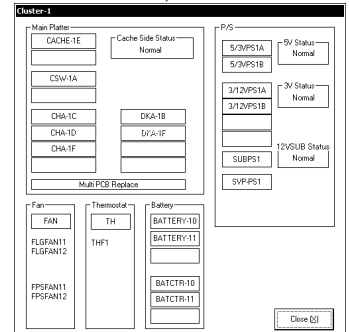 Cluster-1
Main Platter
CACHE-1E
Cache Side Status
Normal
CSW-1A
CHA-1C
DKA-1B
CHA-1D
DKA-1F
CHA-1F
Multi PCB Replace
P/S
5/3VPS1A
5/3VPS1B
5V Status
Normal
3/12VPS1A
3/12VPS1B
3V Status
Normal
12VSUB Status
SUBPS1
Normal
SVP-PS1
Fan
FAN
FLGFAN11
FLGFAN12
FPSFAN11
FPSFAN12
Thermostat
TH
THF1
Battery
BATTERY-10
BATTERY-11
BATCTR-10
BATCTR-11
Close (X)